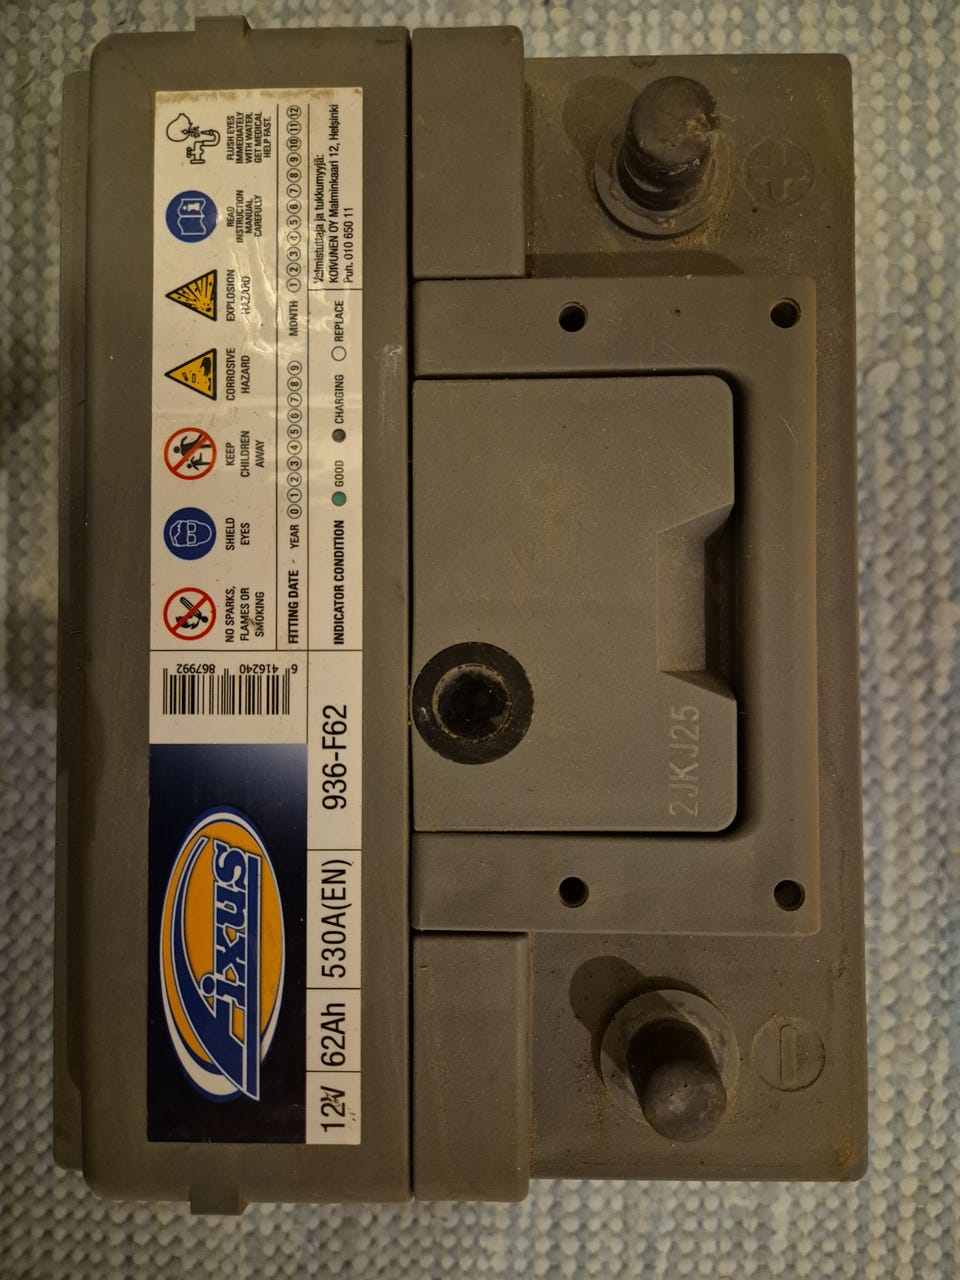 Fixus
12V
62Ah
530A(EN)
936-F62
6 416240 867992
NO SPARKS,
FLAMES OR
SMOKING
SHIELD
EYES
KEEP
CHILDREN
AWAY
CORROSIVE
HAZARD
EXPLOSION
HAZARD
READ
INSTRUCTION
MANUAL
CAREFULLY
FLUSH EYES
IMMEDIATELY
WITH WATER.
GET MEDICAL
HELP FAST.
FITTING DATE - YEAR 0 1 2 3 4 5 6 7 8 9 MONTH 1 2 3 4 5 6 7 8 9 10 11 12
INDICATOR CONDITION GOOD CHARGING REPLACE
Valmistuttaja ja tukkumyyjä:
KOIVUNEN OY Malminkaari 12, Helsinki
Puh. 010 650 11
2JKJ25
+
−